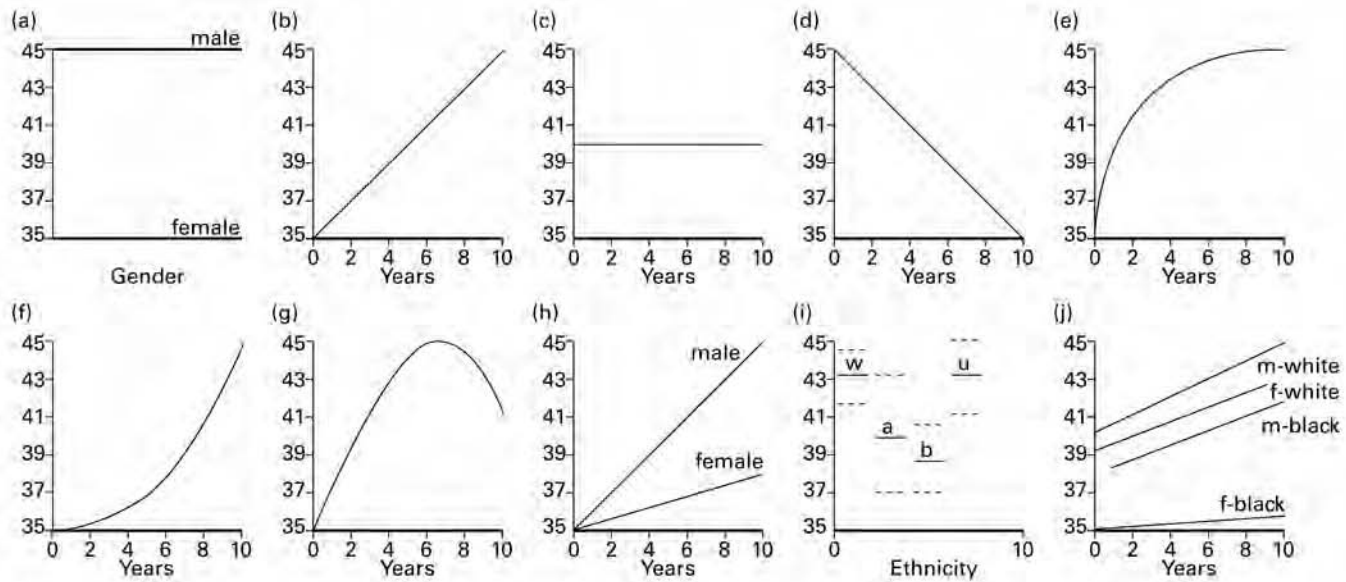 (a) (b) (c) (d) (e)
male
45 45 45 45 45
43 43 43 43 43
41 41 41 41 41
39 39 39 39 39
37 37 37 37 37
female
35 35 35 35 35
0 2 4 6 8 10 0 2 4 6 8 10 0 2 4 6 8 10 0 2 4 6 8 10
Gender Years Years Years Years
(f) (g) (h) (i) (j)
45 45 45 45 45
male w u
m-white
43 43 43 43 43
f-white
41 41 41 41 41
m-black
a
39 39 39 39 39
female b
37 37 37 37 37
f-black
35 35 35 35 35
0 2 4 6 8 10 0 2 4 6 8 10 0 2 4 6 8 10 0 10 0 2 4 6 8 10
Years Years Years Ethnicity Years